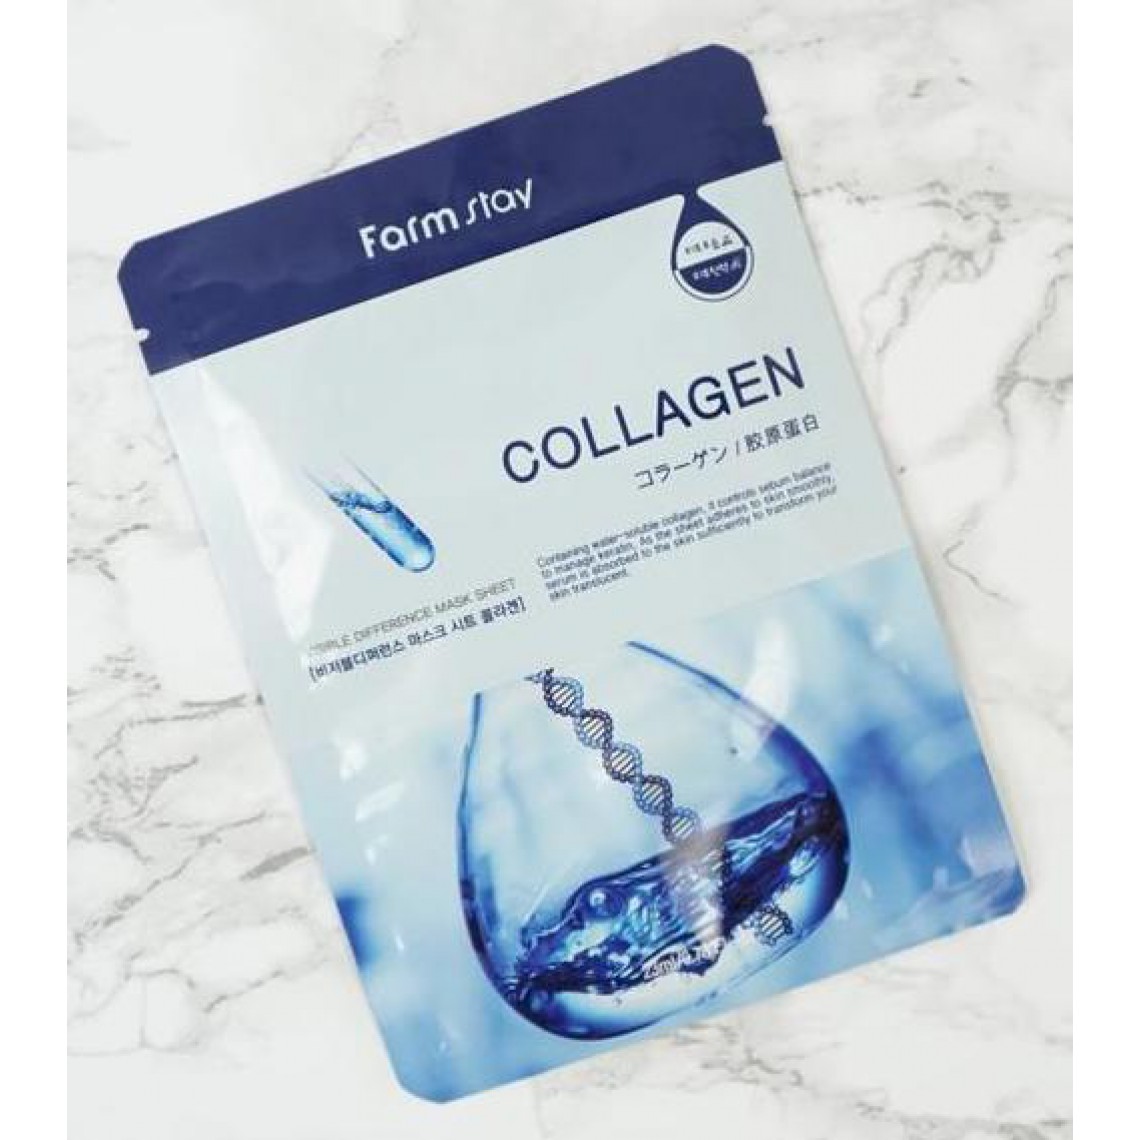 Farm stay
COLLAGEN
コラーゲン / 胶原蛋白
Containing water-soluble collagen, it controls sebum balance
to manage keratin. As the sheet adheres to skin smoothly,
serum is absorbed to the skin sufficiently to transform your
skin translucent.
DIFFERENCE MASK SHEET
[비저블디퍼런스 마스크 시트 콜라겐]
23ml/